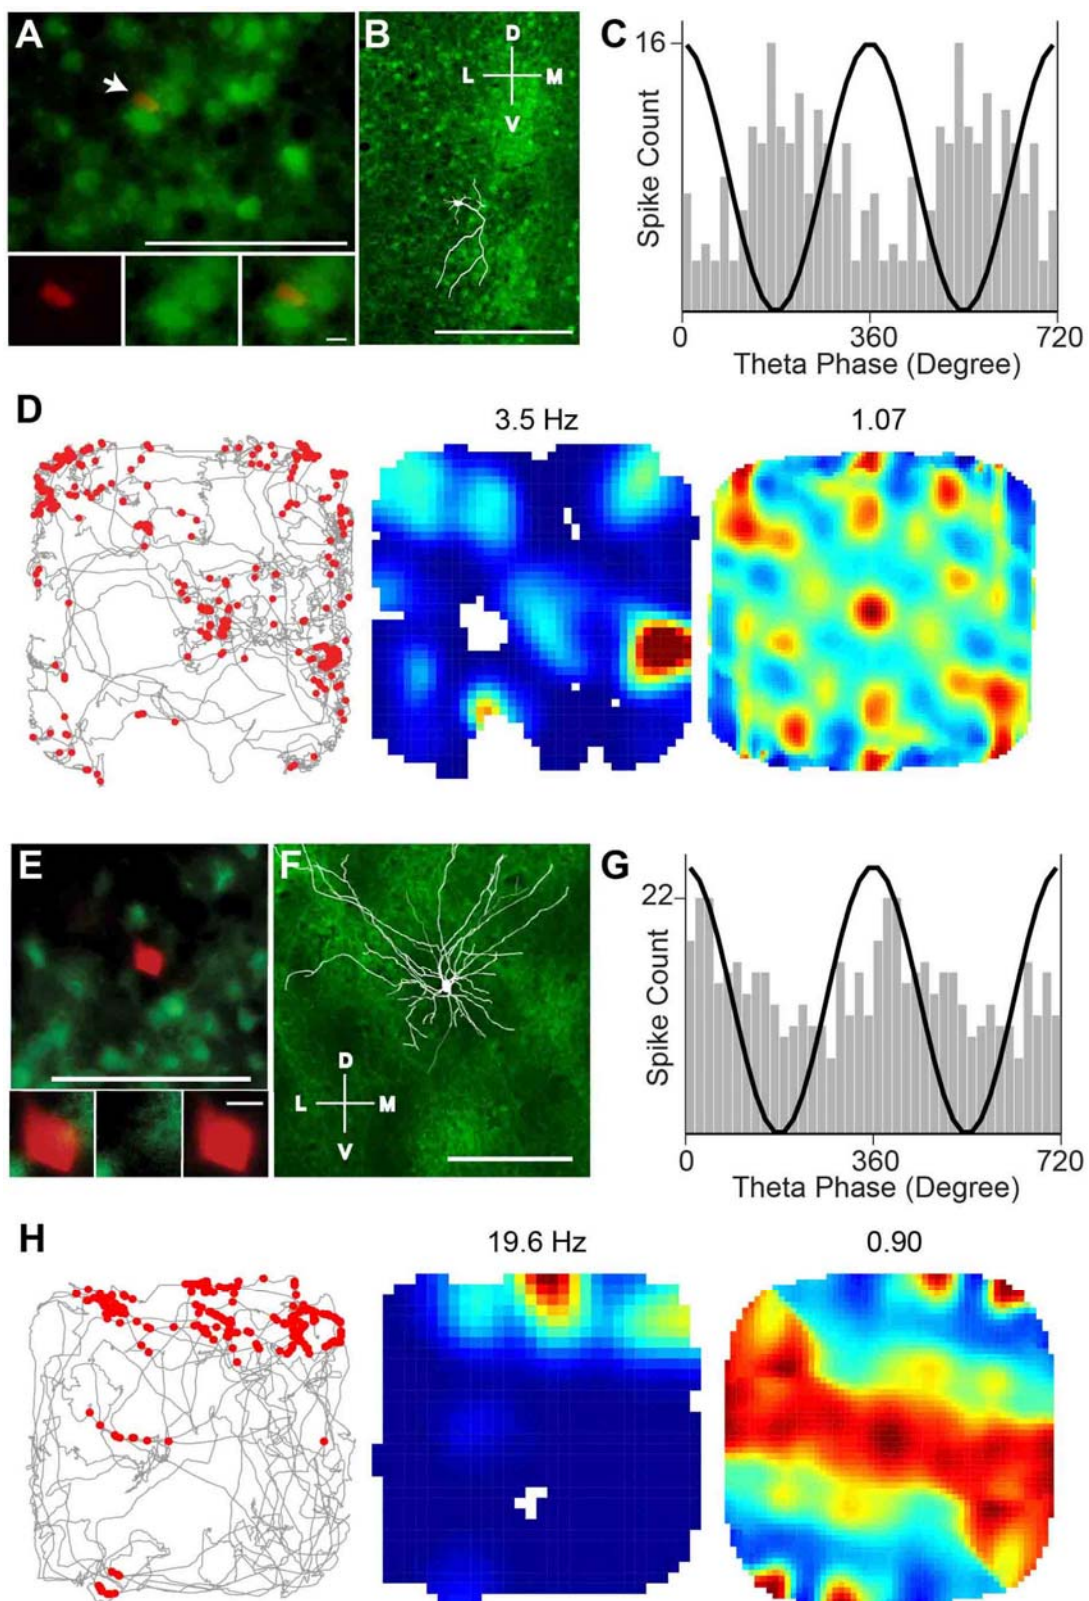 A
B
D
L M
V
C
16
Spike Count
0 360 720
Theta Phase (Degree)
D
3.5 Hz
1.07
E
F
D
L M
V
G
22
Spike Count
0 360 720
Theta Phase (Degree)
H
19.6 Hz
0.90